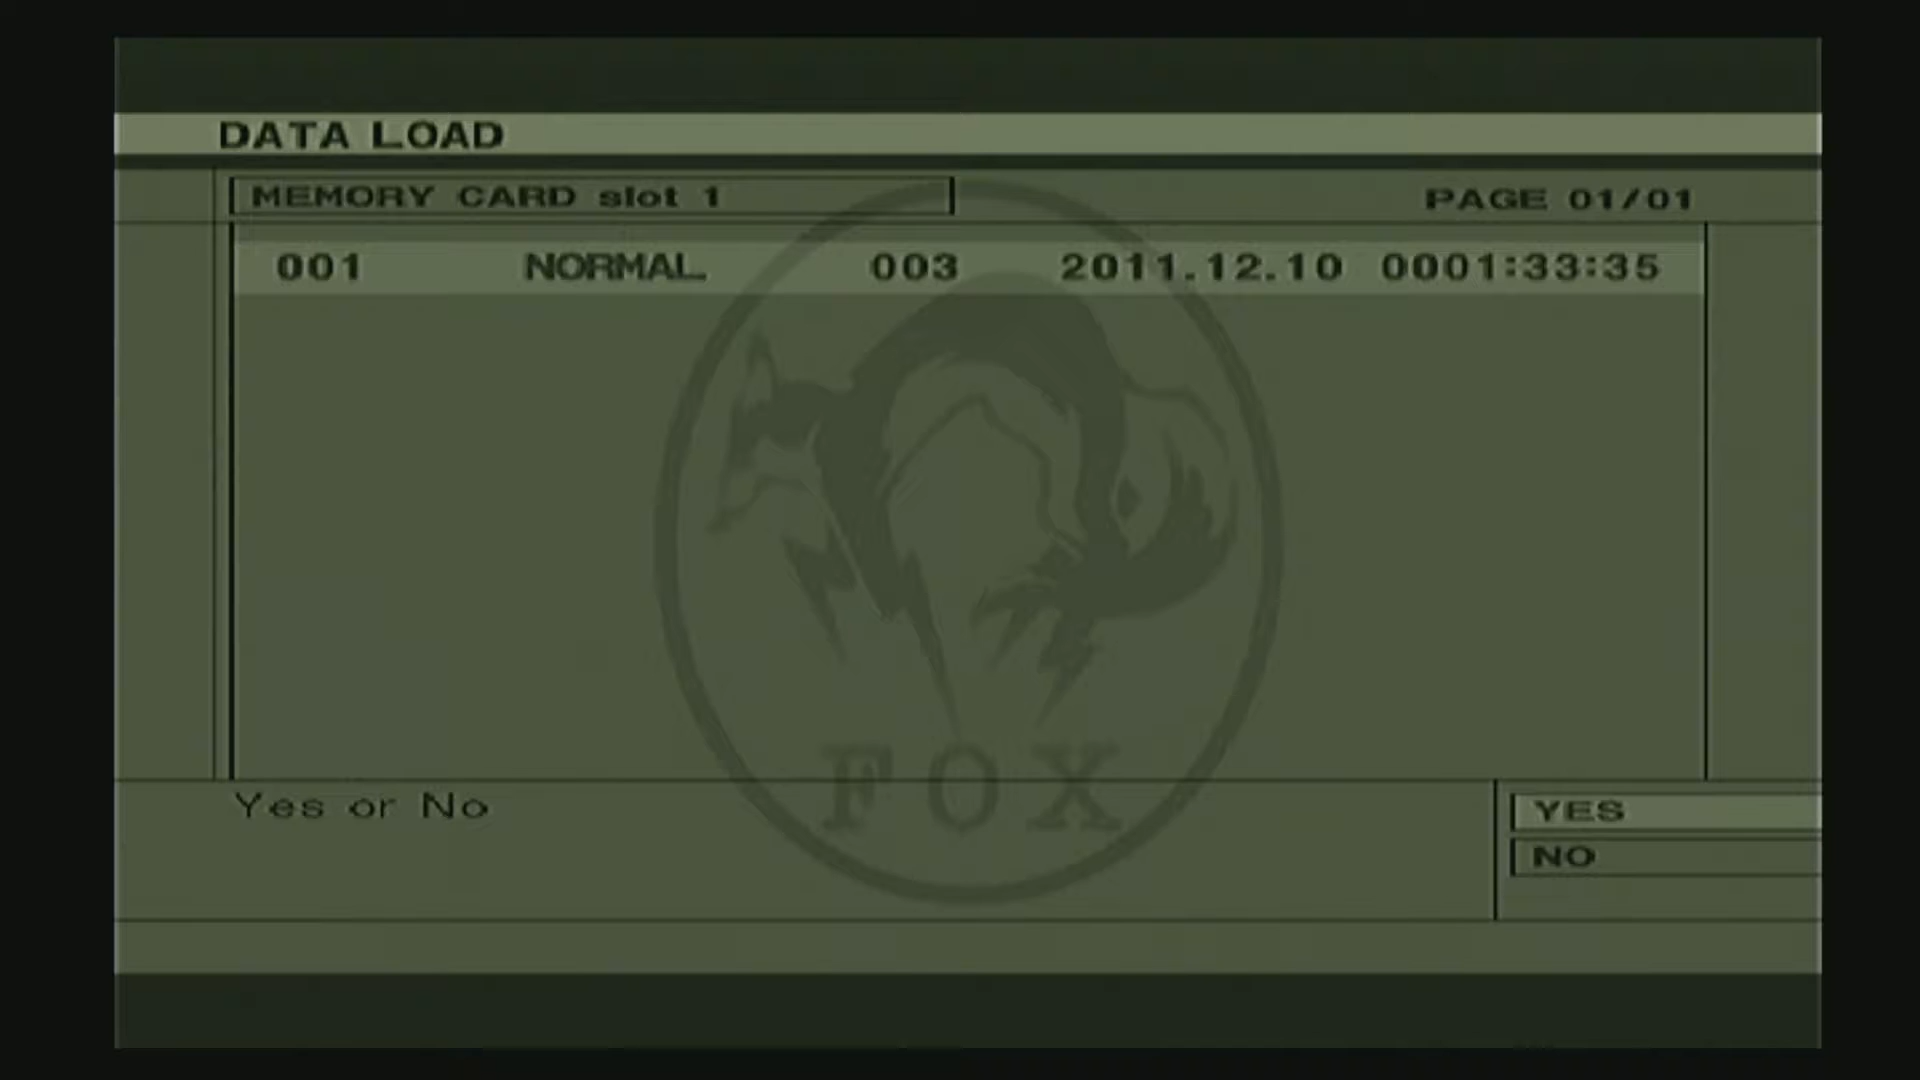 DATA LOAD
MEMORY CARD slot 1
PAGE 01/01
001 NORMAL 003 2011.12.10 0001:33:35
FOX
Yes or No
YES
NO